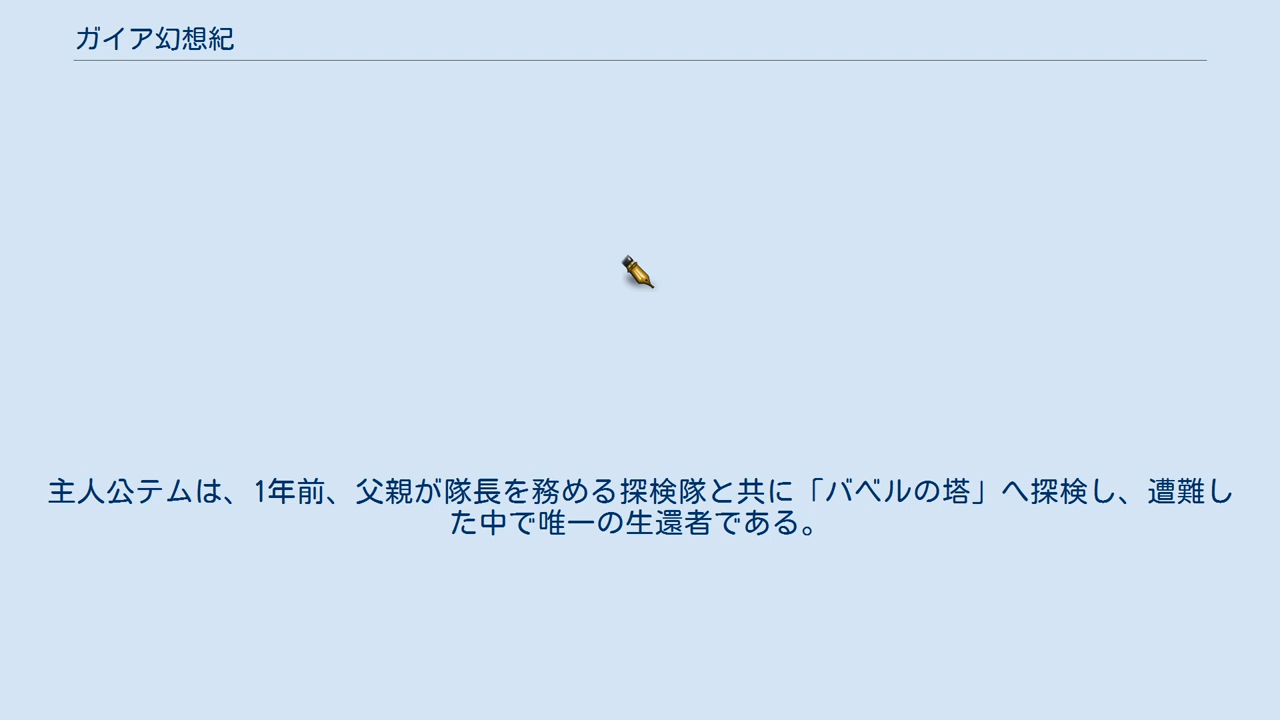 ガイア幻想紀
主人公テムは、1年前、父親が隊長を務める探検隊と共に「バベルの塔」へ探検し、遭難し
た中で唯一の生還者である。